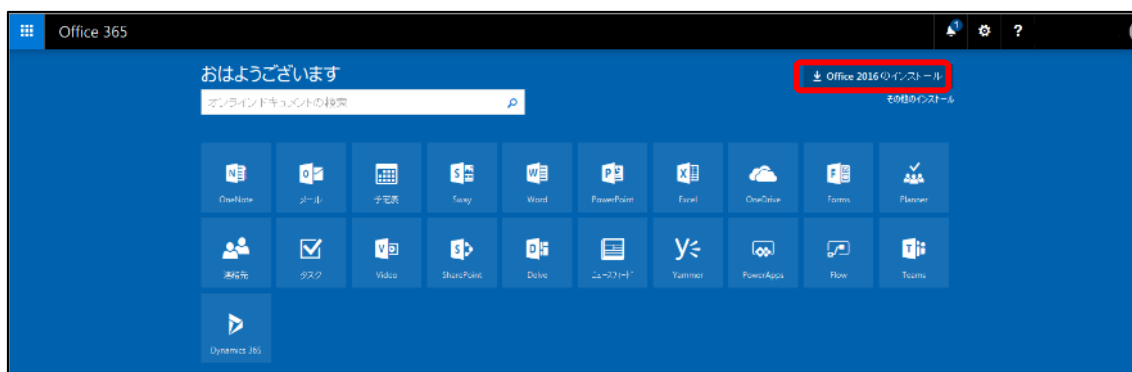 Office 365
1
?
おはようございます
Office 2016 のインストール
オンライン ドキュメントの検索
その他のインストール
OneNote
メール
予定表
Sway
Word
PowerPoint
Excel
OneDrive
Forms
Planner
連絡先
タスク
Video
SharePoint
Delve
ニュースフィード
Yammer
PowerApps
Flow
Teams
Dynamics 365